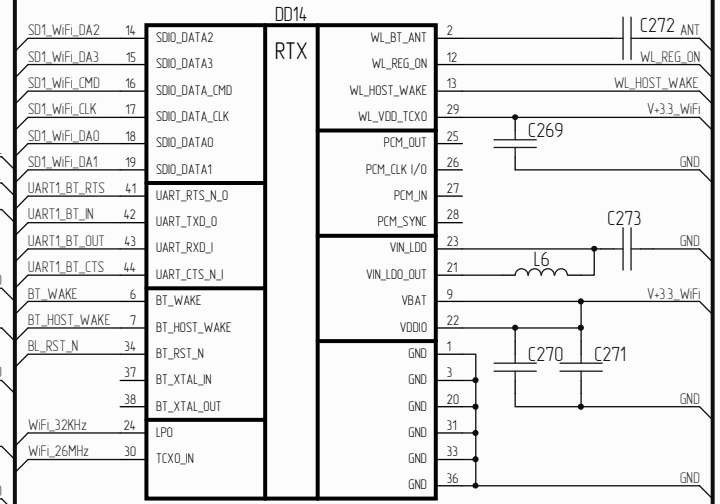 DD14
RTX
SD1_WiFi_DA2 14 SDIO_DATA2
SD1_WiFi_DA3 15 SDIO_DATA3
SD1_WiFi_CMD 16 SDIO_DATA_CMD
SD1_WiFi_CLK 17 SDIO_DATA_CLK
SD1_WiFi_DA0 18 SDIO_DATA0
SD1_WiFi_DA1 19 SDIO_DATA1
UART1_BT_RTS 41 UART_RTS_N_O
UART1_BT_IN 42 UART_TXD_O
UART1_BT_OUT 43 UART_RXD_I
UART1_BT_CTS 44 UART_CTS_N_I
BT_WAKE 6 BT_WAKE
BT_HOST_WAKE 7 BT_HOST_WAKE
BL_RST_N 34 BT_RST_N
37 BT_XTAL_IN
38 BT_XTAL_OUT
WiFi_32KHz 24 LPO
WiFi_26MHz 30 TCXO_IN
WL_BT_ANT 2 C272 ANT
WL_REG_ON 12 WL_REG_ON
WL_HOST_WAKE 13 WL_HOST_WAKE
WL_VDD_TCXO 29 V+3.3_WiFi
C269
PCM_OUT 25
PCM_CLK I/O 26 GND
PCM_IN 27
PCM_SYNC 28
C273
VIN_LDO 23 GND
L6
VIN_LDO_OUT 21
VBAT 9 V+3.3_WiFi
VDDIO 22
C270 C271
GND 1
GND 3
GND 20 GND
GND 31
GND 33
GND 36 GND